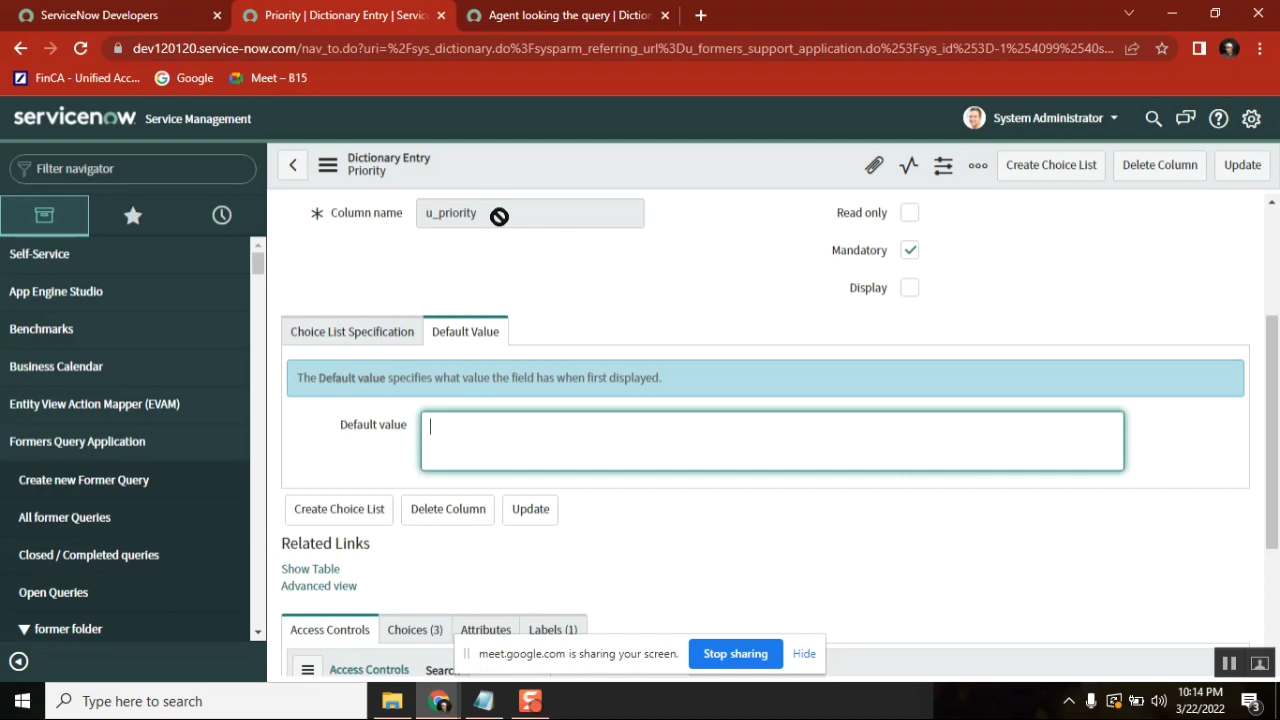 ServiceNow Developers
Priority | Dictionary Entry | Servic
Agent looking the query | Diction
dev120120.service-now.com/nav_to.do?uri=%2Fsys_dictionary.do%3Fsysparm_referring_url%3Du_formers_support_application.do%253Fsys_id%253D-1%254099%2540s...
FinCA - Unified Acc...
Google
Meet – B15
servicenow Service Management
System Administrator
Filter navigator
Dictionary Entry
Priority
Create Choice List
Delete Column
Update
Column name
u_priority
Read only
Mandatory
Display
Self-Service
App Engine Studio
Benchmarks
Business Calendar
Entity View Action Mapper (EVAM)
Formers Query Application
Create new Former Query
All former Queries
Closed / Completed queries
Open Queries
former folder
Choice List Specification
Default Value
The Default value specifies what value the field has when first displayed.
Default value
Create Choice List
Delete Column
Update
Related Links
Show Table
Advanced view
Access Controls
Choices (3)
Attributes
Labels (1)
Access Controls
Search
meet.google.com is sharing your screen.
Stop sharing
Hide
Type here to search
10:14 PM
3/22/2022
3